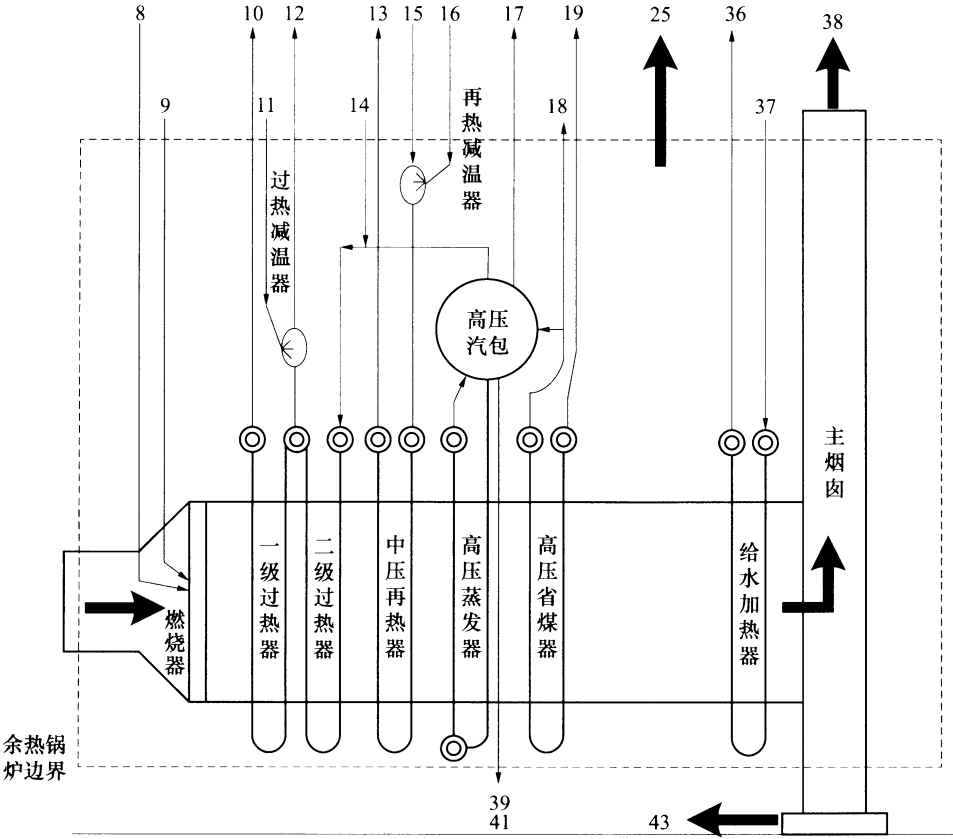 8
10
12
13
15
16
17
19
25
36
38
9
11
14
18
37
再热减温器
过热减温器
高压
汽包
主烟囱
燃烧器
一级过热器
二级过热器
中压再热器
高压蒸发器
高压省煤器
给水加热器
余热锅
炉边界
39
41
43